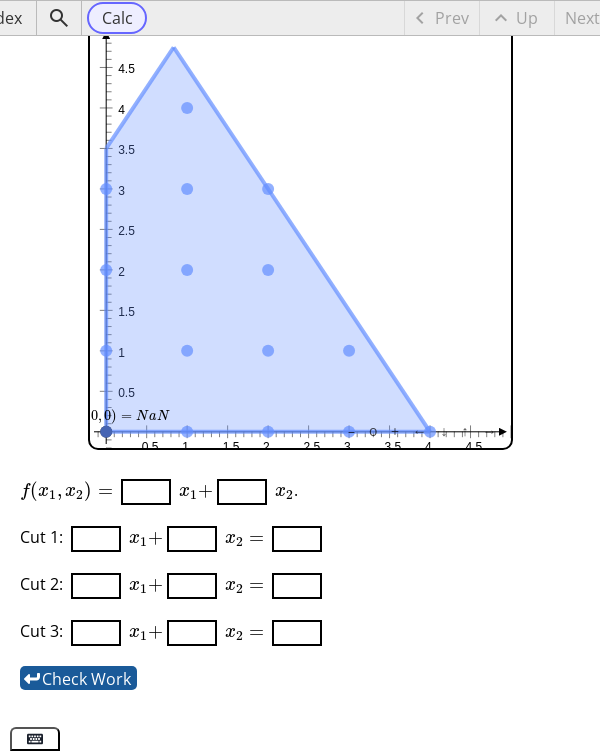 dex Calc Prev Up Next
4.5
4
3.5
3
2.5
2
1.5
1
0.5
0,0) = NaN
0.5 1 1.5 2 2.5 3 3.5 4 4.5
− o + ← ↓ ↑ →
f(x₁, x₂) = x₁+ x₂.
Cut 1: x₁+ x₂ =
Cut 2: x₁+ x₂ =
Cut 3: x₁+ x₂ =
Check Work